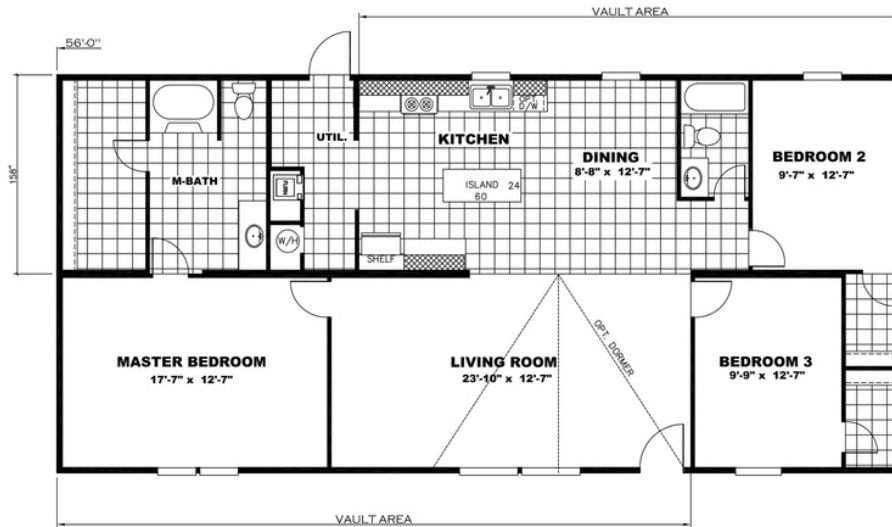 VAULT AREA
56'-0"
158"
UTIL.
KITCHEN
OPT.
D/W
DINING
8'-8" x 12'-7"
BEDROOM 2
9'-7" x 12'-7"
M-BATH
FURN
ISLAND 24
60
W/H
SHELF
MASTER BEDROOM
17'-7" x 12'-7"
LIVING ROOM
23'-10" x 12'-7"
OPT. DORMER
BEDROOM 3
9'-9" x 12'-7"
VAULT AREA